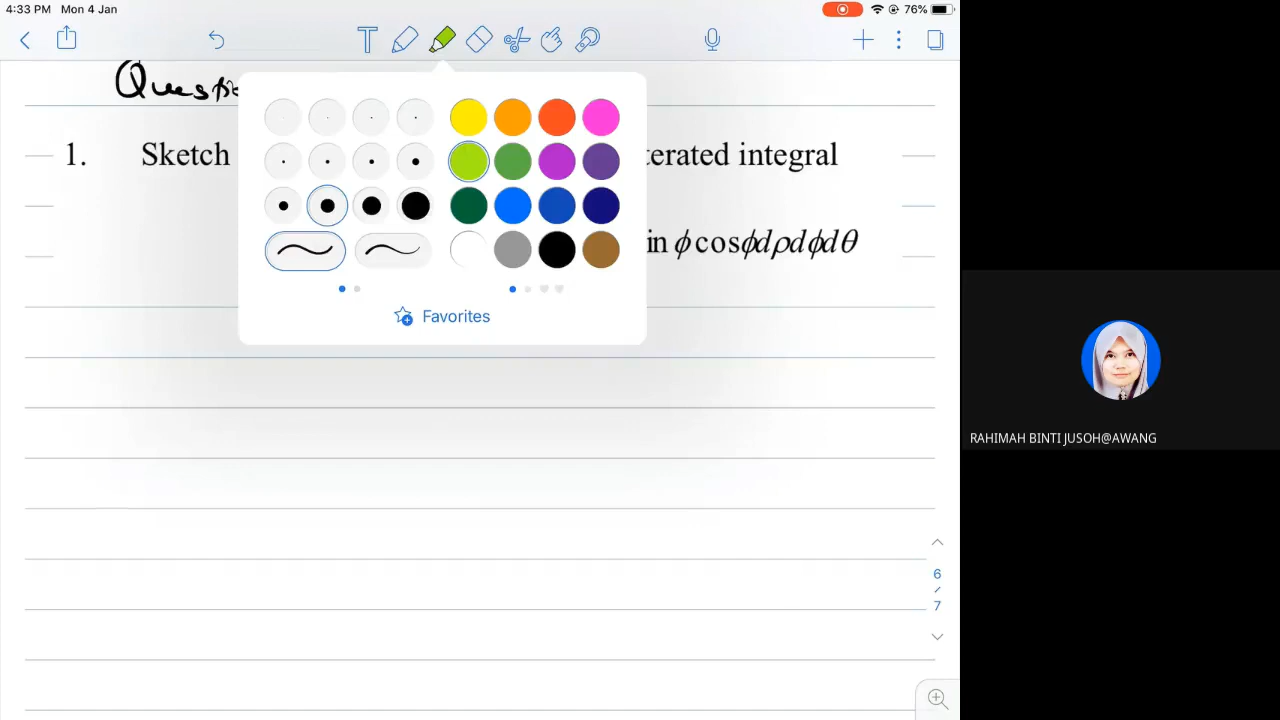 4:33 PM Mon 4 Jan
76%
T
1. Sketch terated integral
in ϕ cosϕdρdϕdθ
Favorites
6
/
7
RAHIMAH BINTI JUSOH@AWANG